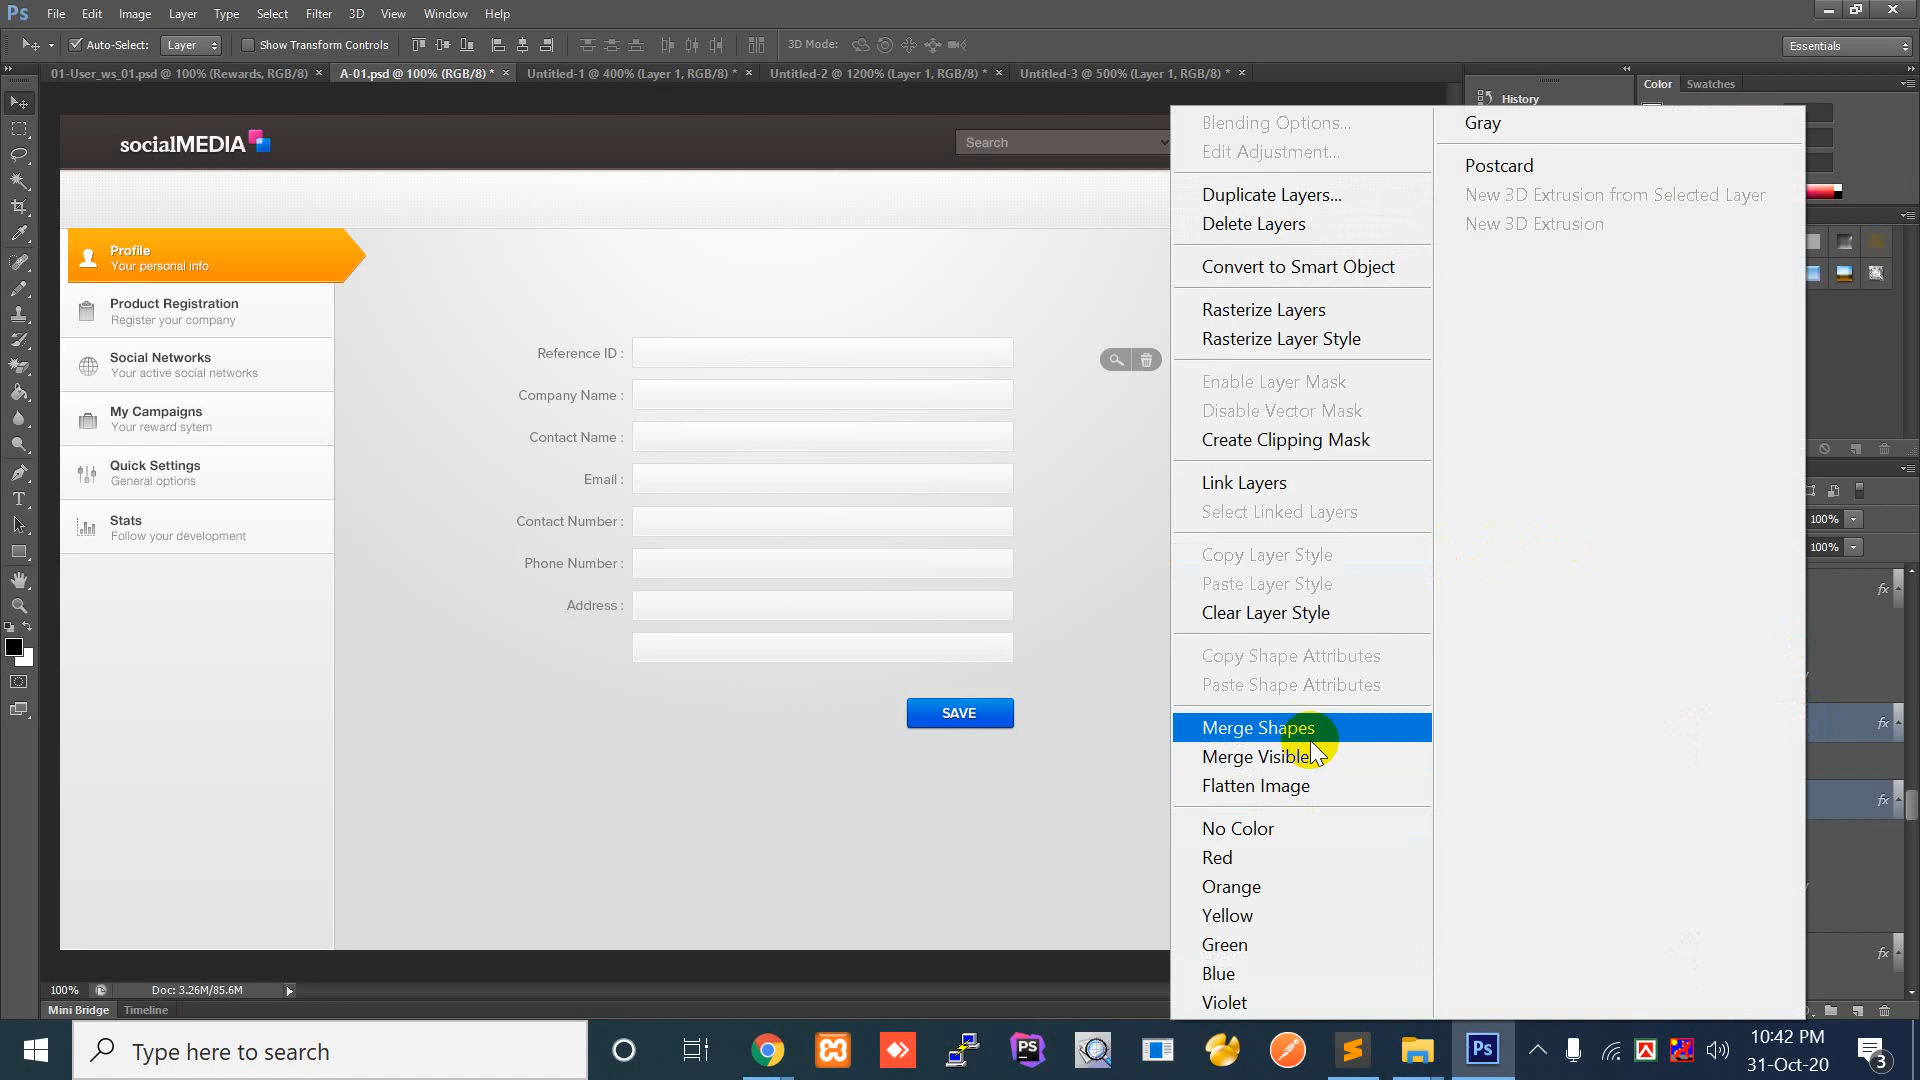 Ps File Edit Image Layer Type Select Filter 3D View Window Help
Auto-Select: Layer Show Transform Controls 3D Mode: Essentials
01-User_ws_01.psd @ 100% (Rewards, RGB/8) × A-01.psd @ 100% (RGB/8) * × Untitled-1 @ 400% (Layer 1, RGB/8) * × Untitled-2 @ 1200% (Layer 1, RGB/8) * × Untitled-3 @ 500% (Layer 1, RGB/8) * ×
History
Color Swatches
socialMEDIA
Search
Profile
Your personal info
Product Registration
Register your company
Social Networks
Your active social networks
My Campaigns
Your reward sytem
Quick Settings
General options
Stats
Follow your development
Reference ID :
Company Name :
Contact Name :
Email :
Contact Number :
Phone Number :
Address :
SAVE
Blending Options...
Edit Adjustment...
Duplicate Layers...
Delete Layers
Convert to Smart Object
Rasterize Layers
Rasterize Layer Style
Enable Layer Mask
Disable Vector Mask
Create Clipping Mask
Link Layers
Select Linked Layers
Copy Layer Style
Paste Layer Style
Clear Layer Style
Copy Shape Attributes
Paste Shape Attributes
Merge Shapes
Merge Visible
Flatten Image
No Color
Red
Orange
Yellow
Green
Blue
Violet
Gray
Postcard
New 3D Extrusion from Selected Layer
New 3D Extrusion
100%
100%
fx
fx
fx
fx
100% Doc: 3.26M/85.6M
Mini Bridge Timeline
Type here to search
PS
Ps
10:42 PM
31-Oct-20
3